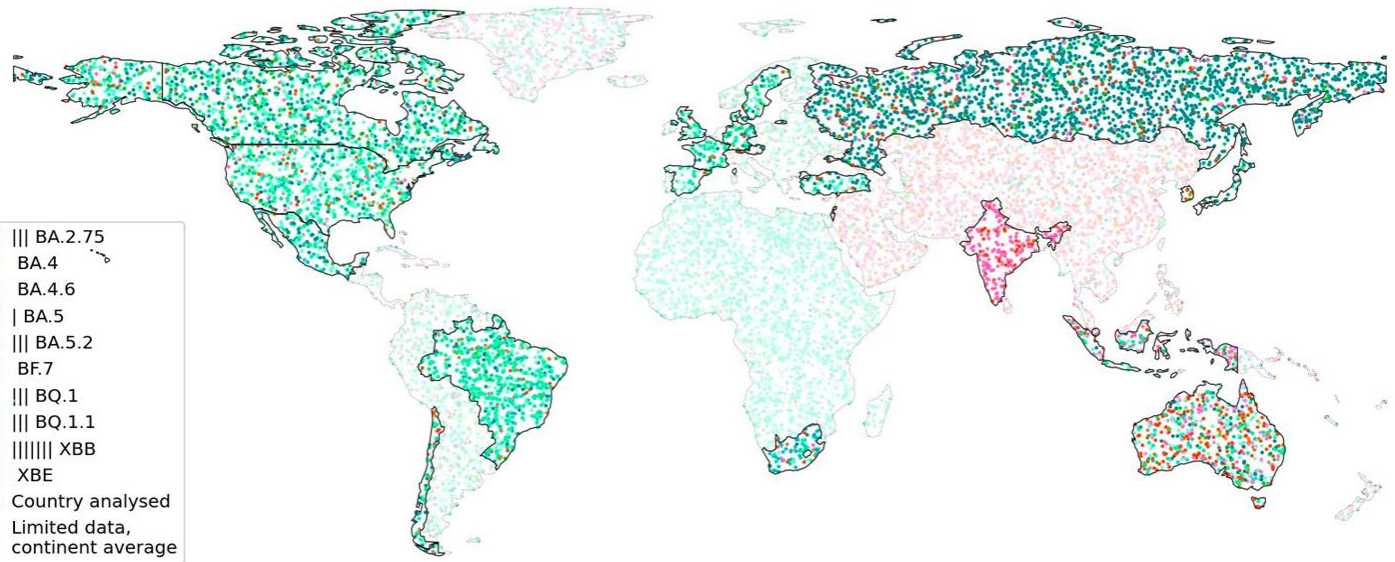 ||| BA.2.75
BA.4
BA.4.6
| BA.5
||| BA.5.2
BF.7
||| BQ.1
||| BQ.1.1
||||||| XBB
XBE
Country analysed
Limited data,
continent average